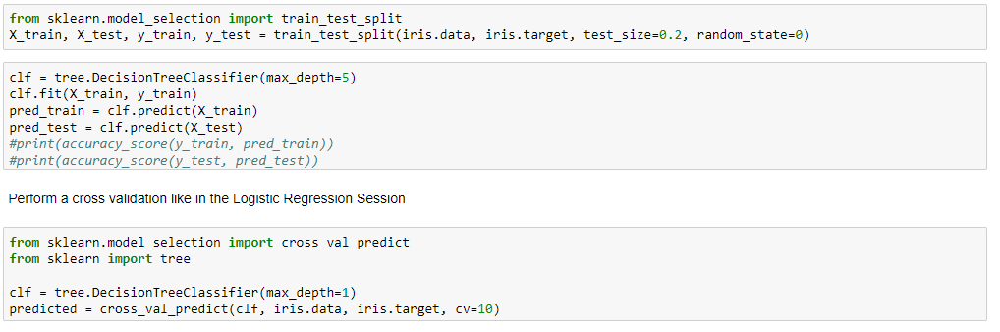 from sklearn.model_selection import train_test_split
X_train, X_test, y_train, y_test = train_test_split(iris.data, iris.target, test_size=0.2, random_state=0)
clf = tree.DecisionTreeClassifier(max_depth=5)
clf.fit(X_train, y_train)
pred_train = clf.predict(X_train)
pred_test = clf.predict(X_test)
#print(accuracy_score(y_train, pred_train))
#print(accuracy_score(y_test, pred_test))
Perform a cross validation like in the Logistic Regression Session
from sklearn.model_selection import cross_val_predict
from sklearn import tree
clf = tree.DecisionTreeClassifier(max_depth=1)
predicted = cross_val_predict(clf, iris.data, iris.target, cv=10)